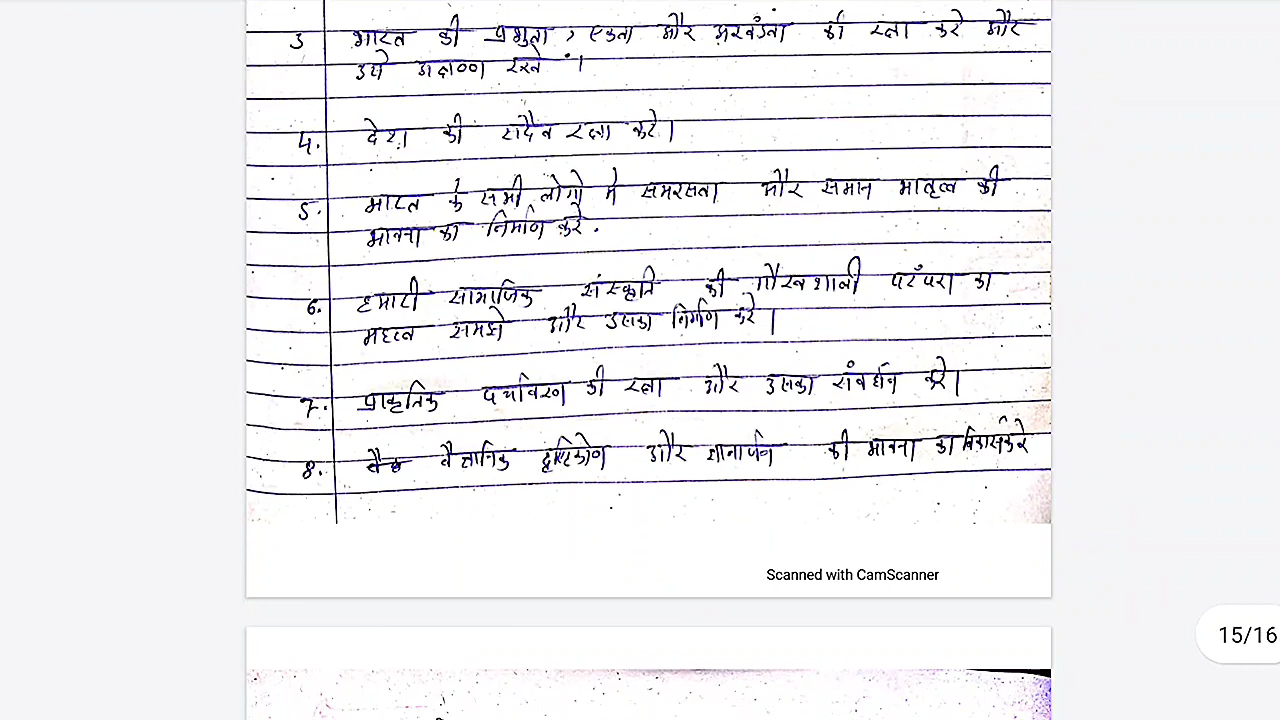 3 भारत की प्रभुता, एकता और अखंडता की रक्षा करे और
उसे अक्षुण्ण रखे ।
4. देश की सदैव रक्षा करे।
5. भारत के सभी लोगो मे समरसता और समान भातृत्व की
भावना का निर्माण करे.
6. हमारी सामाजिक संस्कृति की गौरवशाली परंपरा का
महत्व समझे और उसका निर्माण करे।
7. प्राकृतिक पर्यावरण की रक्षा और उसका संवर्धन करे।
8. वैज्ञानिक दृष्टिकोण और ज्ञानार्जन की भावना का विकास करे
Scanned with CamScanner
15/16